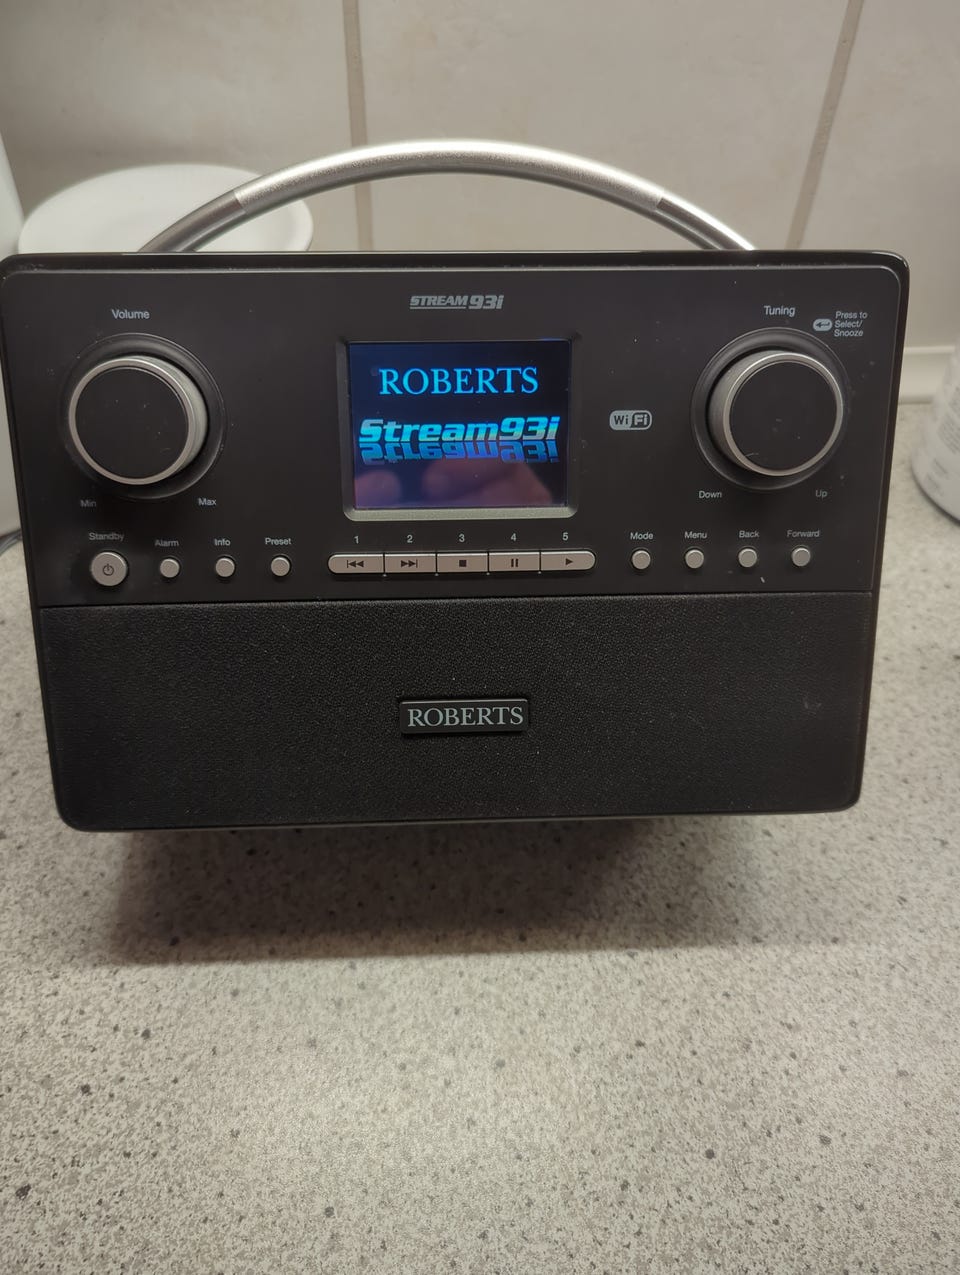 STREAM 93i
Volume
Tuning
Press to
Select/
Snooze
ROBERTS
Stream93i
WiFi
Min
Max
Down
Up
Standby
Alarm
Info
Preset
1 2 3 4 5
Mode
Menu
Back
Forward
ROBERTS